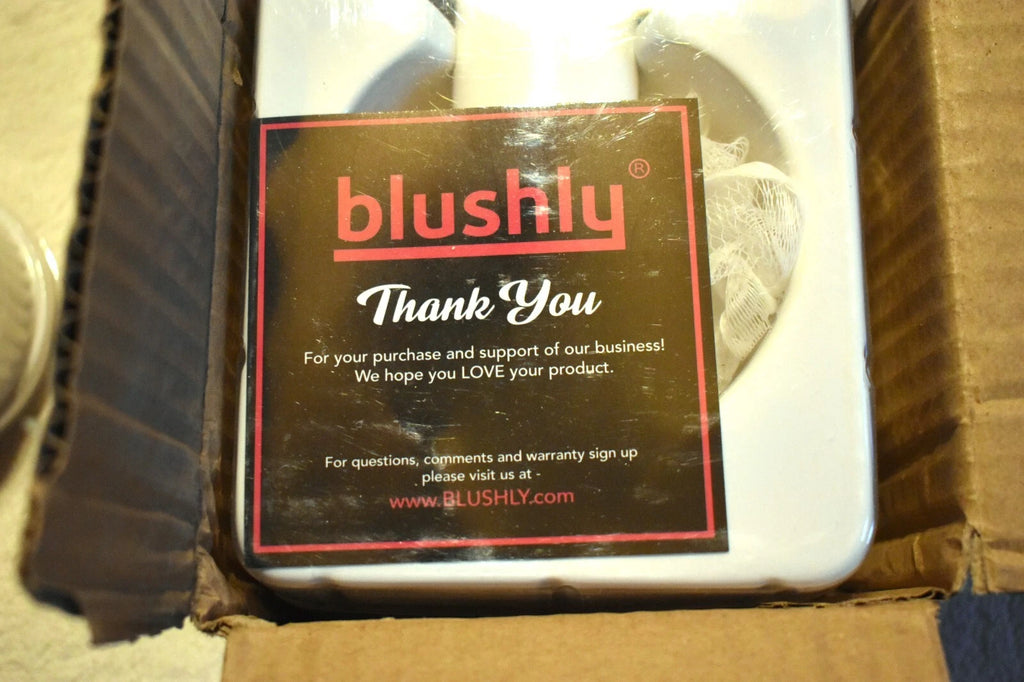 blushly®
Thank You
For your purchase and support of our business!
We hope you LOVE your product.
For questions, comments and warranty sign up
please visit us at -
www.BLUSHLY.com